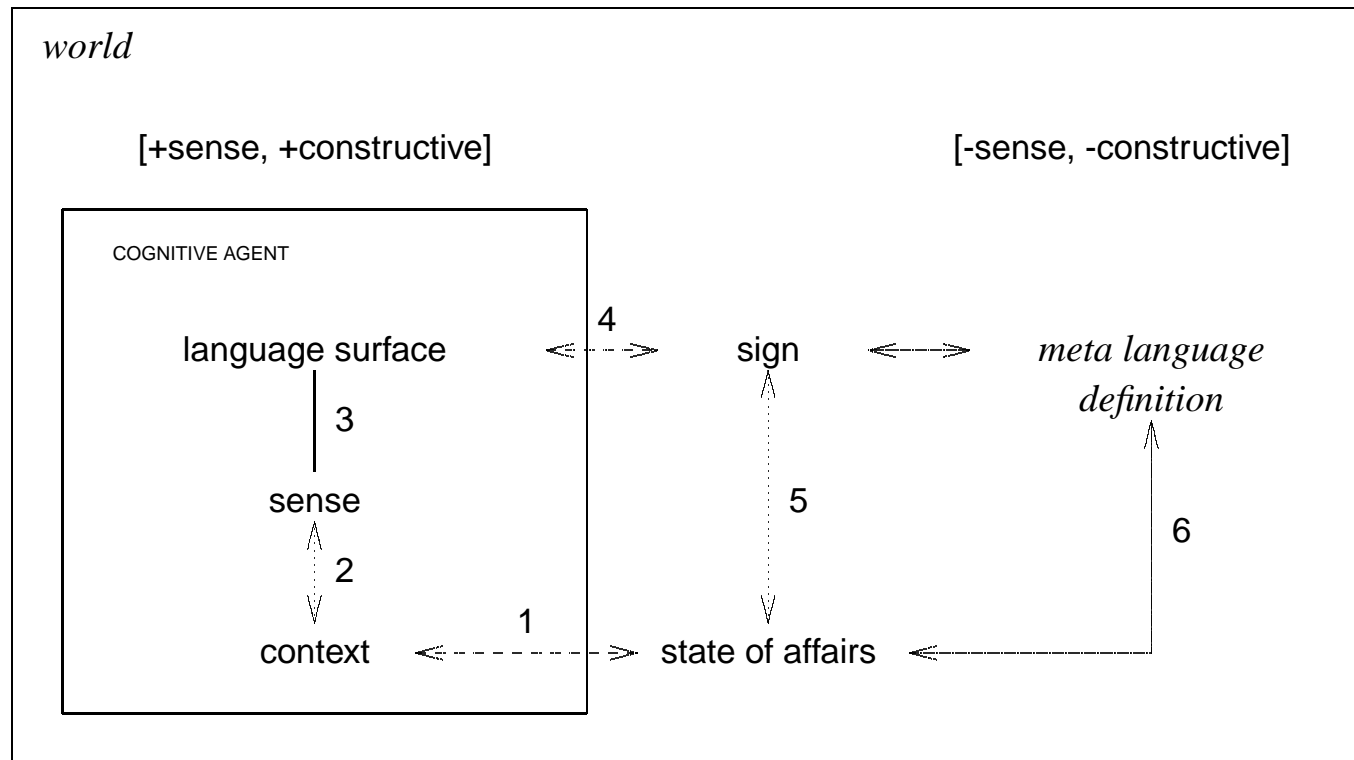 world
[+sense, +constructive]
[-sense, -constructive]
COGNITIVE AGENT
4
language surface
sign
meta language
definition
3
sense
5
6
2
1
context
state of affairs